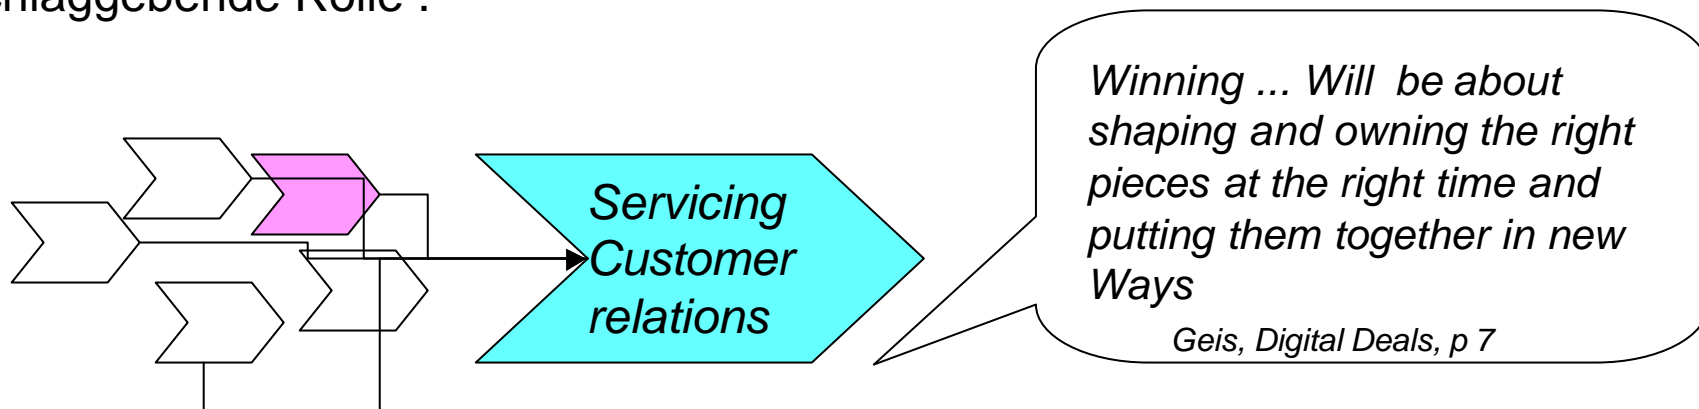 Rolle .
Servicing
Customer
relations
Winning ... Will be about
shaping and owning the right
pieces at the right time and
putting them together in new
Ways
Geis, Digital Deals, p 7